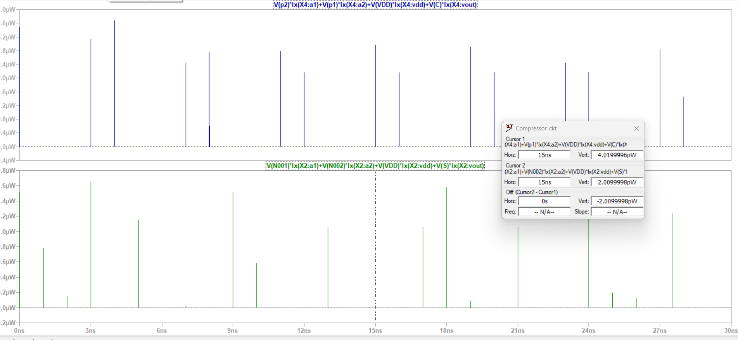 V(p2)*Ix(X4:a1)+V(p1)*Ix(X4:a2)+V(VDD)*Ix(X4:vdd)+V(C)*Ix(X4:vout)
V(N001)*Ix(X2:a1)+V(N002)*Ix(X2:a2)+V(VDD)*Ix(X2:vdd)+V(S)*Ix(X2:vout)
Compressor.ckt
Cursor 1
Horz: 15ns Vert: 4.0199996pW
Cursor 2
Horz: 15ns Vert: 2.0099998pW
Diff (Cursor2 - Cursor1)
Horz: 0s Vert: -2.0099998pW
Freq: -- N/A-- Slope: -- N/A--
0ns 3ns 6ns 9ns 12ns 15ns 18ns 21ns 24ns 27ns 30ns